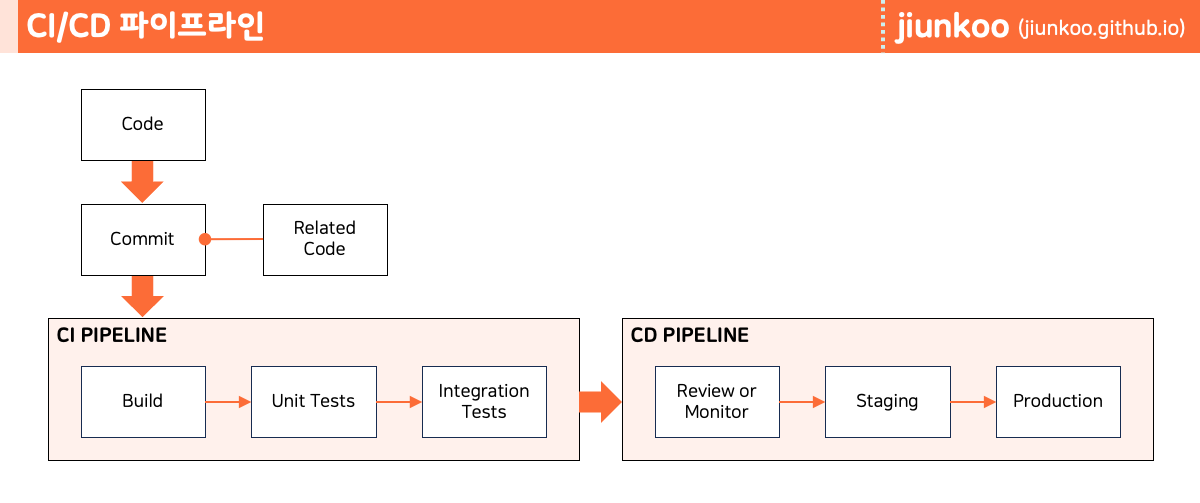 CI/CD 파이프라인
jiunkoo (jiunkoo.github.io)
Code
Commit
Related
Code
CI PIPELINE
Build
Unit Tests
Integration
Tests
CD PIPELINE
Review or
Monitor
Staging
Production